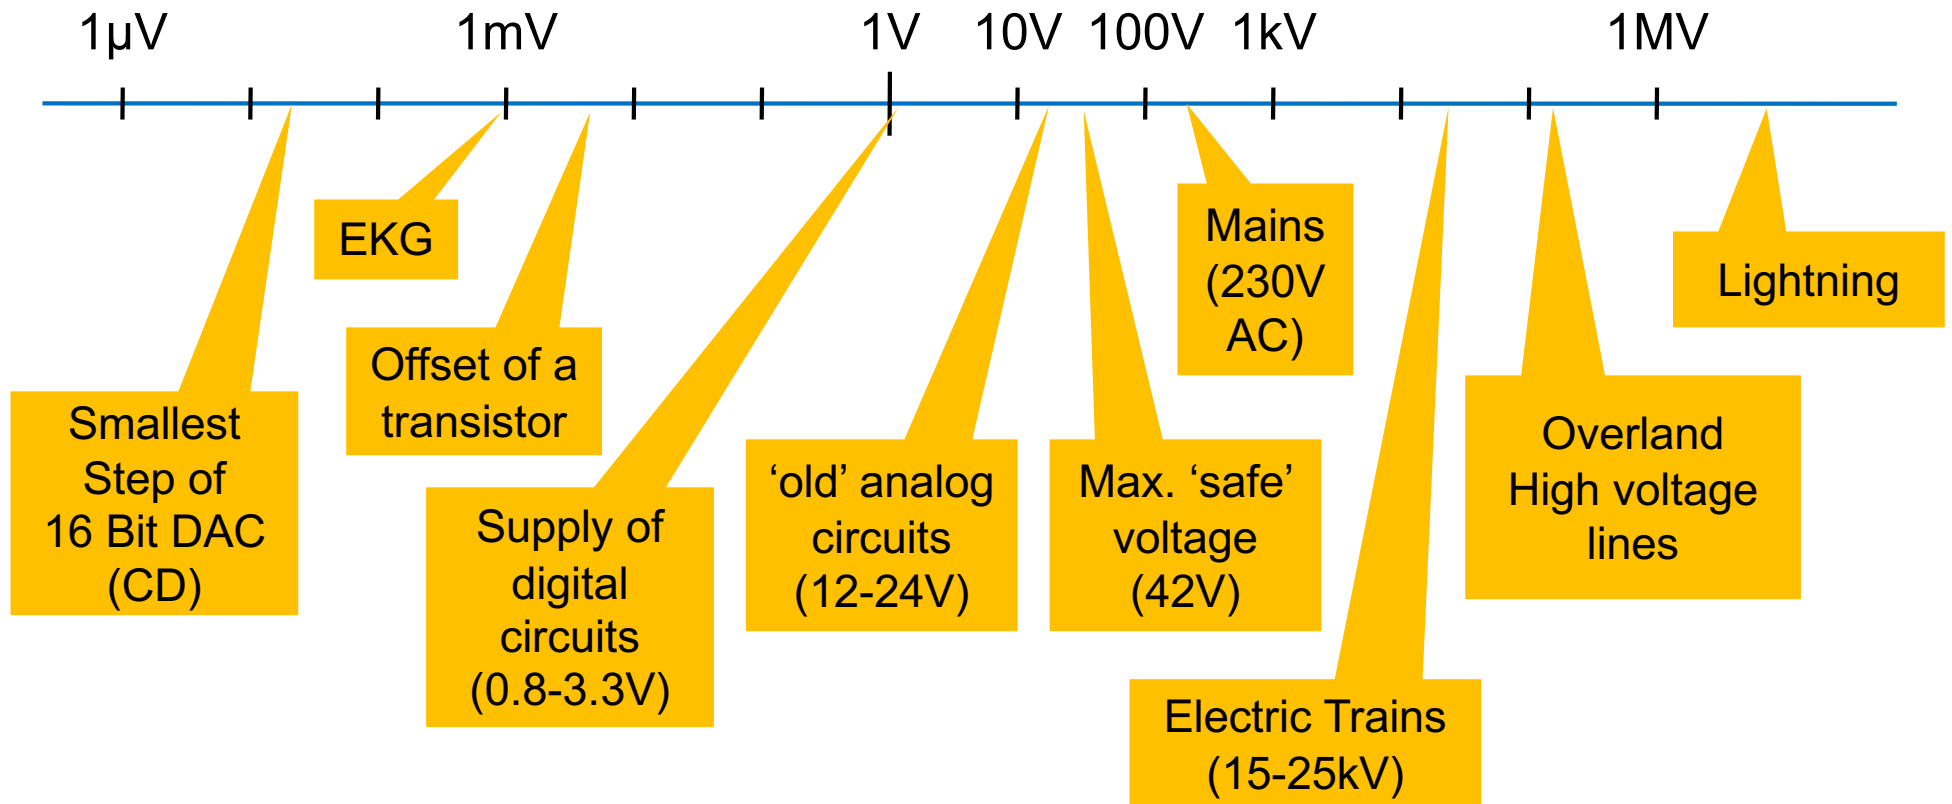 1µV 1mV 1V 10V 100V 1kV 1MV
EKG
Mains
(230V
AC)
Lightning
Offset of a
transistor
Smallest
Step of
16 Bit DAC
(CD)
Supply of
digital
circuits
(0.8-3.3V)
‘old’ analog
circuits
(12-24V)
Max. ‘safe’
voltage
(42V)
Overland
High voltage
lines
Electric Trains
(15-25kV)